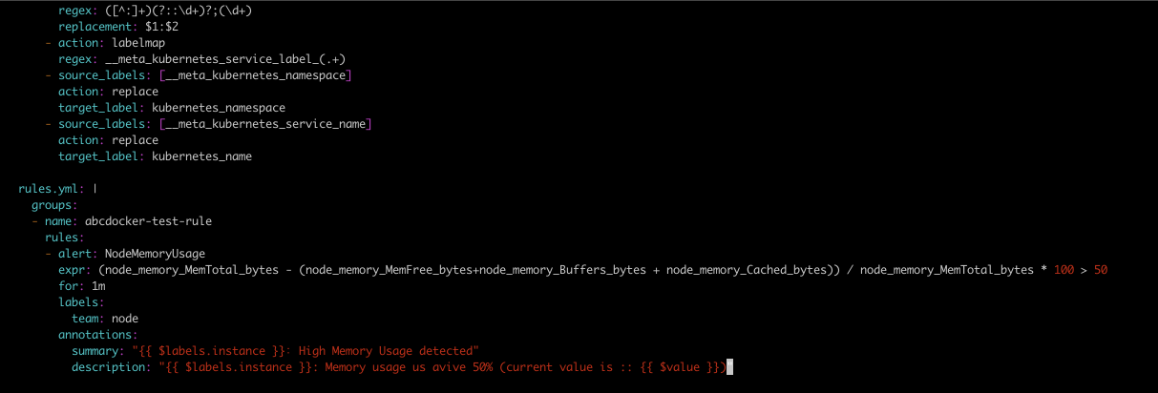 regex: ([^:]+)(?::\d+)?;(\d+)
replacement: $1:$2
- action: labelmap
regex: __meta_kubernetes_service_label_(.+)
- source_labels: [__meta_kubernetes_namespace]
action: replace
target_label: kubernetes_namespace
- source_labels: [__meta_kubernetes_service_name]
action: replace
target_label: kubernetes_name
rules.yml: |
groups:
- name: abcdocker-test-rule
rules:
- alert: NodeMemoryUsage
expr: (node_memory_MemTotal_bytes - (node_memory_MemFree_bytes+node_memory_Buffers_bytes + node_memory_Cached_bytes)) / node_memory_MemTotal_bytes * 100 > 50
for: 1m
labels:
team: node
annotations:
summary: "{{ $labels.instance }}: High Memory Usage detected"
description: "{{ $labels.instance }}: Memory usage us avive 50% (current value is :: {{ $value }})"